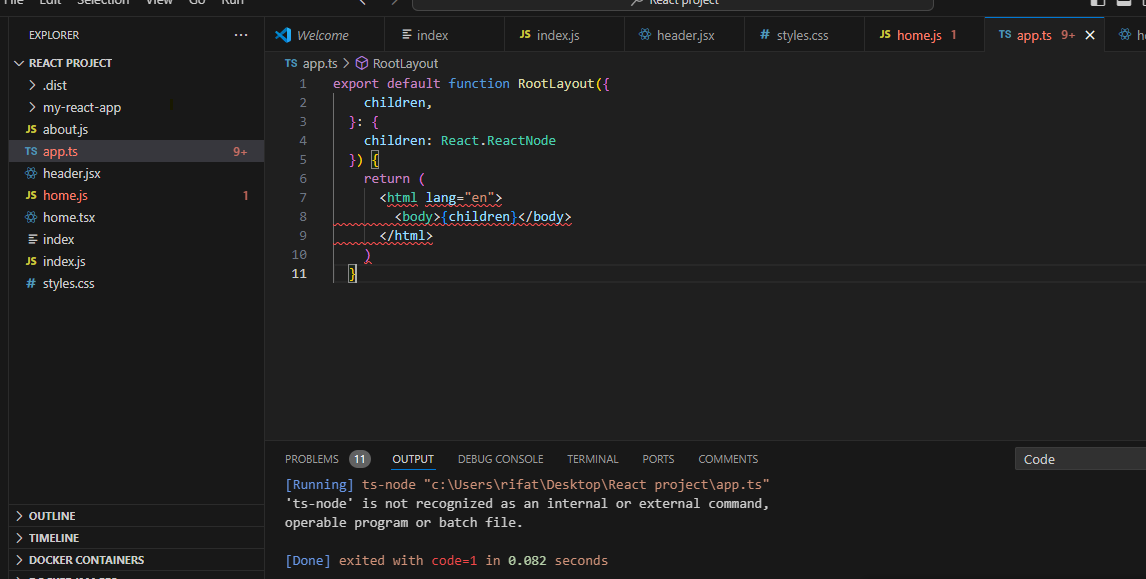 File Edit Selection View Go Run
React project
EXPLORER
Welcome
index
JS index.js
header.jsx
# styles.css
JS home.js 1
TS app.ts 9+
REACT PROJECT
.dist
my-react-app
JS about.js
TS app.ts 9+
header.jsx
JS home.js 1
home.tsx
index
JS index.js
# styles.css
TS app.ts > RootLayout
1 export default function RootLayout({
2 children,
3 }: {
4 children: React.ReactNode
5 }) {
6 return (
7 <html lang="en">
8 <body>{children}</body>
9 </html>
10 )
11 }
PROBLEMS 11 OUTPUT DEBUG CONSOLE TERMINAL PORTS COMMENTS
Code
[Running] ts-node "c:\Users\rifat\Desktop\React project\app.ts"
'ts-node' is not recognized as an internal or external command,
operable program or batch file.
[Done] exited with code=1 in 0.082 seconds
OUTLINE
TIMELINE
DOCKER CONTAINERS